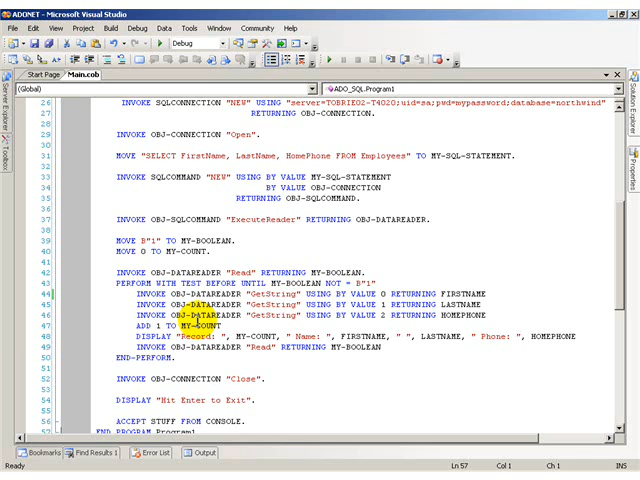 ADONET - Microsoft Visual Studio
File Edit View Project Build Debug Data Tools Window Community Help
Debug
Start Page Main.cob
(Global) ADO_SQL.Program1
Server Explorer
Toolbox
Solution Explorer
Properties
26 INVOKE SQLCONNECTION "NEW" USING "server=TOBRIE02-T4020;uid=sa;pwd=mypassword;database=northwind"
27 RETURNING OBJ-CONNECTION.
28
29 INVOKE OBJ-CONNECTION "Open".
30
31 MOVE "SELECT FirstName, LastName, HomePhone FROM Employees" TO MY-SQL-STATEMENT.
32
33 INVOKE SQLCOMMAND "NEW" USING BY VALUE MY-SQL-STATEMENT
34 BY VALUE OBJ-CONNECTION
35 RETURNING OBJ-SQLCOMMAND.
36
37 INVOKE OBJ-SQLCOMMAND "ExecuteReader" RETURNING OBJ-DATAREADER.
38
39 MOVE B"1" TO MY-BOOLEAN.
40 MOVE 0 TO MY-COUNT.
41
42 INVOKE OBJ-DATAREADER "Read" RETURNING MY-BOOLEAN.
43 PERFORM WITH TEST BEFORE UNTIL MY-BOOLEAN NOT = B"1"
44 INVOKE OBJ-DATAREADER "GetString" USING BY VALUE 0 RETURNING FIRSTNAME
45 INVOKE OBJ-DATAREADER "GetString" USING BY VALUE 1 RETURNING LASTNAME
46 INVOKE OBJ-DATAREADER "GetString" USING BY VALUE 2 RETURNING HOMEPHONE
47 ADD 1 TO MY-COUNT
48 DISPLAY "Record: ", MY-COUNT, " Name: ", FIRSTNAME, " ", LASTNAME, " Phone: ", HOMEPHONE
49 INVOKE OBJ-DATAREADER "Read" RETURNING MY-BOOLEAN
50 END-PERFORM.
51
52 INVOKE OBJ-CONNECTION "Close".
53
54 DISPLAY "Hit Enter to Exit".
55
56 ACCEPT STUFF FROM CONSOLE.
57 END PROGRAM Program1
Bookmarks Find Results 1 Error List Output
Ready Ln 57 Col 1 Ch 1 INS